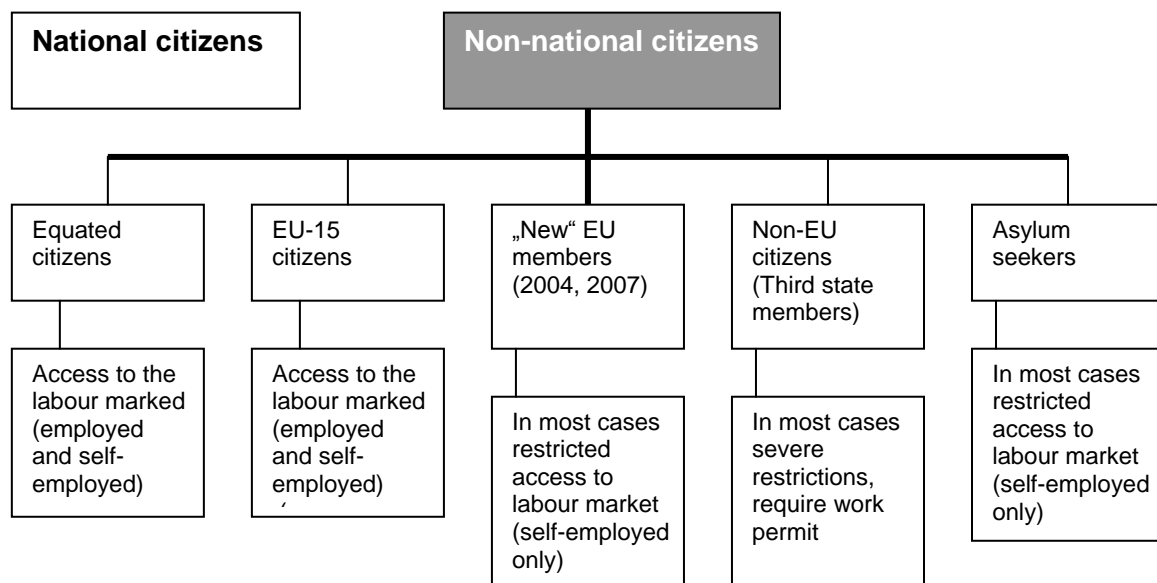 National citizens
Non-national citizens
Equated
citizens
EU-15
citizens
„New“ EU
members
(2004, 2007)
Non-EU
citizens
(Third state
members)
Asylum
seekers
Access to the
labour marked
(employed
and self-
employed)
Access to the
labour marked
(employed
and self-
employed)
In most cases
restricted
access to
labour market
(self-employed
only)
In most cases
severe
restrictions,
require work
permit
In most cases
restricted
access to
labour market
(self-employed
only)